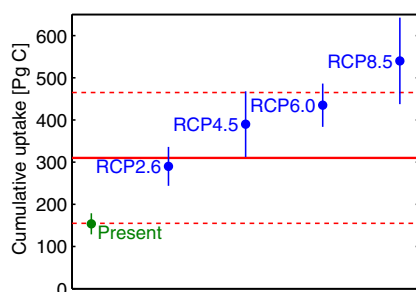 600
500
400
300
200
100
0
Cumulative uptake [Pg C]
RCP8.5
RCP6.0
RCP4.5
RCP2.6
Present